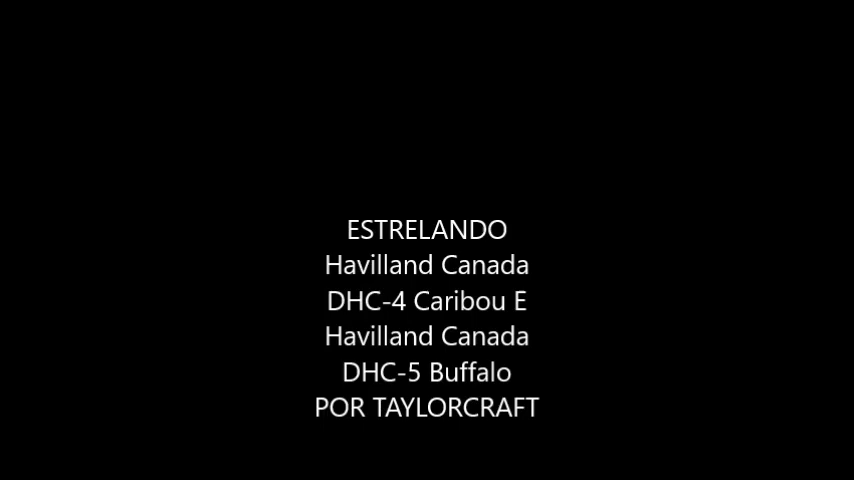 ESTRELANDO
Havilland Canada
DHC-4 Caribou E
Havilland Canada
DHC-5 Buffalo
POR TAYLORCRAFT